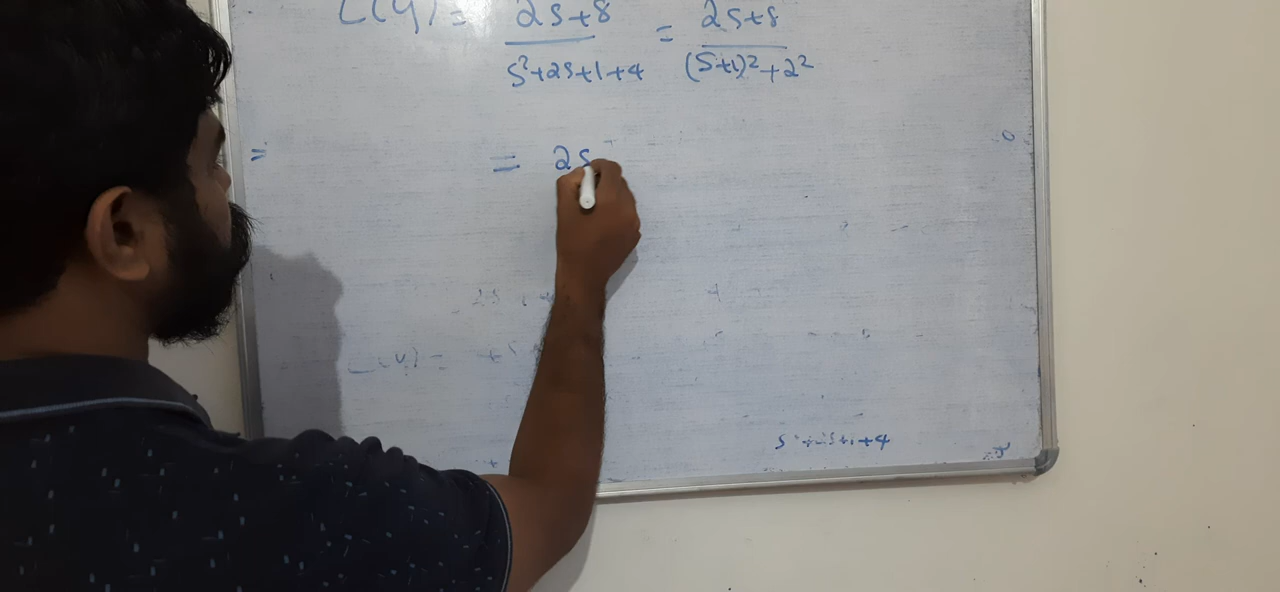 L(y) = 2s+8 / s²+2s+1+4 = 2s+8 / (s+1)²+2²
= = 2s
s²+2s+1+4